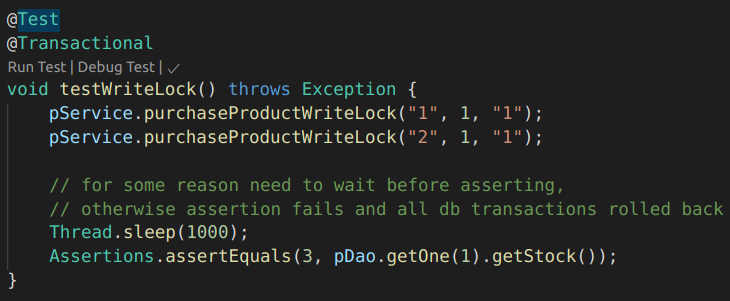 @Test
@Transactional
Run Test | Debug Test | ✓
void testWriteLock() throws Exception {
    pService.purchaseProductWriteLock("1", 1, "1");
    pService.purchaseProductWriteLock("2", 1, "1");

    // for some reason need to wait before asserting,
    // otherwise assertion fails and all db transactions rolled back
    Thread.sleep(1000);
    Assertions.assertEquals(3, pDao.getOne(1).getStock());
}